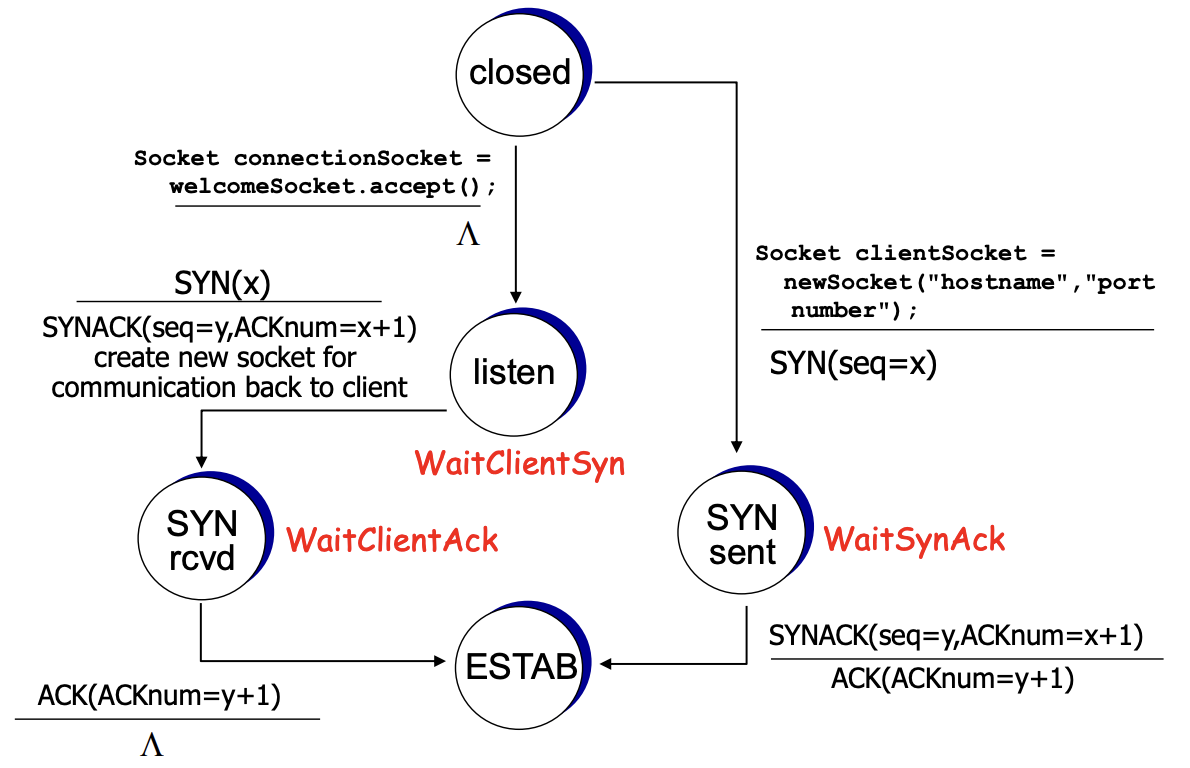 closed
Socket connectionSocket =
welcomeSocket.accept();
Λ
Socket clientSocket =
newSocket("hostname","port
number");
SYN(seq=x)
SYN(x)
SYNACK(seq=y,ACKnum=x+1)
create new socket for
communication back to client
listen
WaitClientSyn
SYN
rcvd
WaitClientAck
SYN
sent
WaitSynAck
ESTAB
SYNACK(seq=y,ACKnum=x+1)
ACK(ACKnum=y+1)
ACK(ACKnum=y+1)
Λ